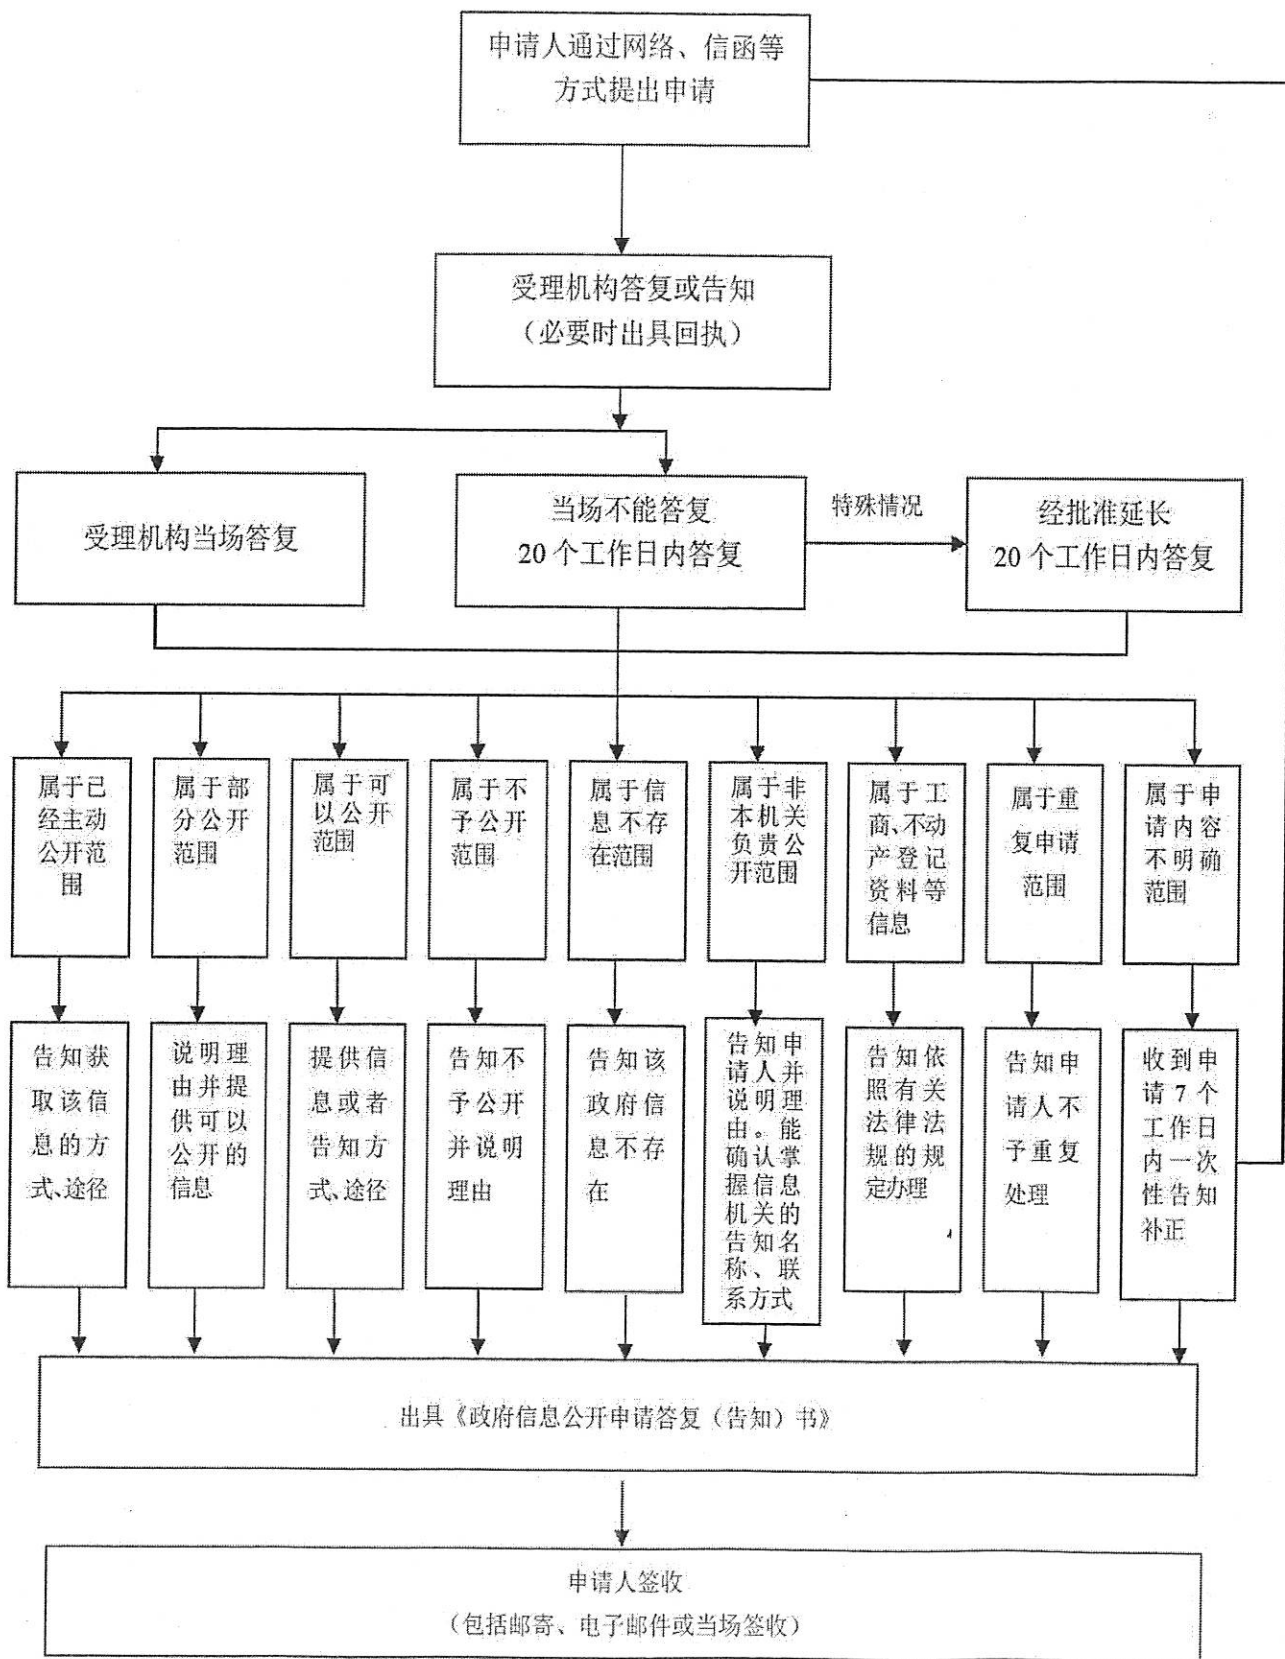 申请人通过网络、信函等
方式提出申请
受理机构答复或告知
（必要时出具回执）
受理机构当场答复
当场不能答复
20 个工作日内答复
特殊情况
经批准延长
20 个工作日内答复
属于已
经主动
公开范
围
属于部
分公开
范围
属于可
以公开
范围
属于不
予公开
范围
属于信
息不存
在范围
属于非
本机关
负责公
开范围
属于工
商、不动
产登记
资料等
信息
属于重
复申请
范围
属于申
请内容
不明确
范围
告知获
取该信
息的方
式、途径
说明理
由并提
供可以
公开的
信息
提供信
息或者
告知方
式、途径
告知不
予公开
并说明
理由
告知该
政府信
息不存
在
告知申
请人并
说明理
由。能
确认掌
握信息
机关的
告知名
称、联
系方式
告知依
照有关
法律法
规的规
定办理
告知申
请人不
予重复
处理
收到申
请 7 个
工作日
内一次
性告知
补正
出具《政府信息公开申请答复（告知）书》
申请人签收
（包括邮寄、电子邮件或当场签收）